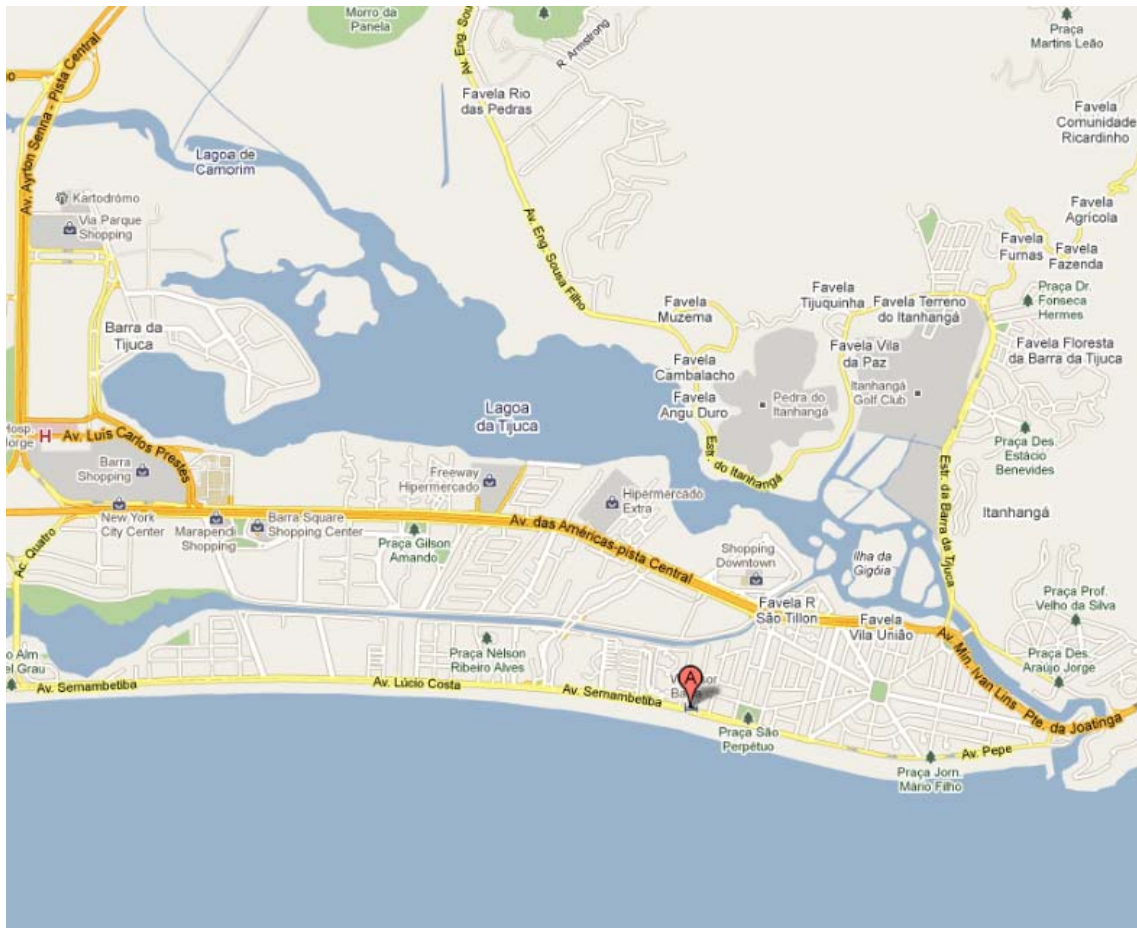 Morro da
Panela
Praça
Martins Leão
Av. Eng. Sou
R. Armstrong
Av. Ayrton Senna - Pista Central
o
Favela Rio
das Pedras
Favela
Comunidade
Ricardinho
Lagoa de
Camorim
Kartodrómo
Via Parque
Shopping
Av. Eng. Sousa Filho
Favela
Agrícola
Favela
Furnas
Favela
Fazenda
Favela
Muzema
Favela
Tijuquinha
Favela Terreno
do Itanhangá
Praça Dr.
Fonseca
Hermes
Barra da
Tijuca
Favela
Cambalacho
Favela Vila
da Paz
Favela Floresta
da Barra da Tijuca
Favela
Angu Duro
Pedra do
Itanhangá
Itanhangá
Golf Club
Lagoa
da Tijuca
Hosp.
H
Av. Luís Carlos Prestes
Praça Des.
Estácio
Benevides
Estr. do Itanhangá
Estr. da Barra da Tijuca
Barra
Shopping
Freeway
Hipermercado
Hipermercado
Extra
New York
City Center
Marapendi
Shopping
Barra Square
Shopping Center
Av. das Américas-pista Central
Itanhangá
Praça Gilson
Amando
Ac. Quatro
Shopping
Downtown
Ilha da
Gigóia
Favela R
São Tillon
Favela
Vila União
Praça Prof.
Velho da Silva
Praça Nelson
Ribeiro Alves
o Alm
el Grau
Praça Des.
Araújo Jorge
Av. Min. Ivan Lins
Pte. da Joatinga
Av. Sernambetiba
Av. Lúcio Costa
Av. Sernambetiba
A
Praça São
Perpétuo
Av. Pepe
Praça Jorn.
Mário Filho